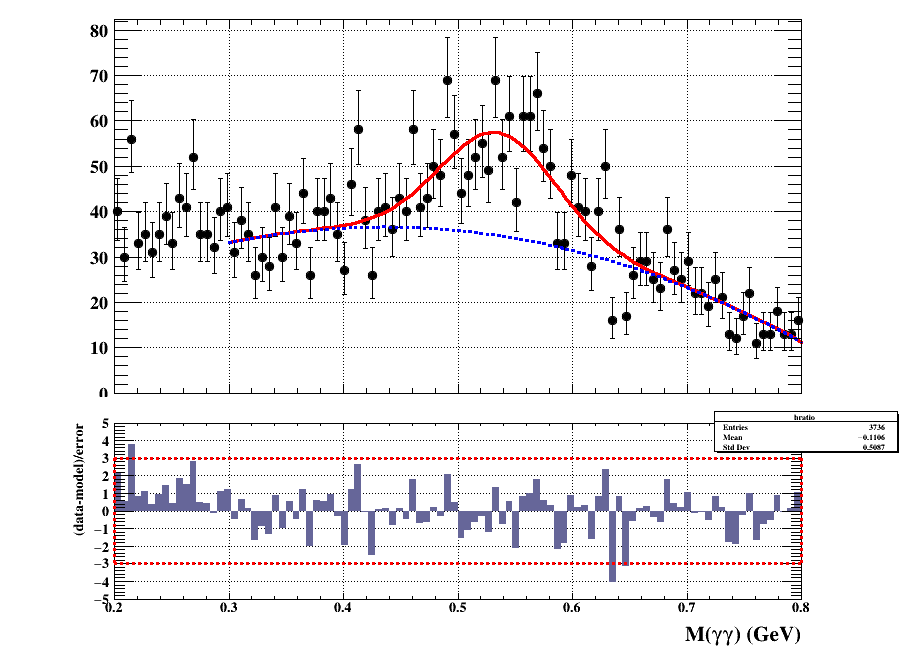 80
70
60
50
40
30
20
10
0
hratio
Entries 3736
Mean −0.1106
Std Dev 0.5087
(data-model)/error
5
4
3
2
1
0
−1
−2
−3
−4
−5
0.2 0.3 0.4 0.5 0.6 0.7 0.8
M(γγ) (GeV)